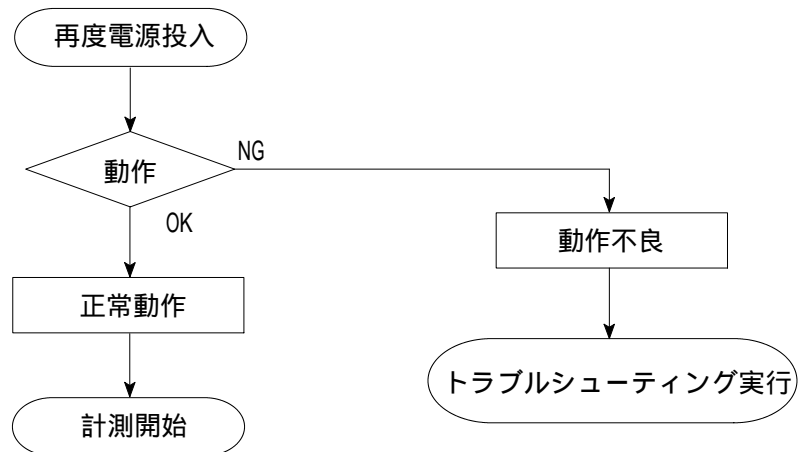 再度電源投入
動作
NG
OK
動作不良
正常動作
トラブルシューティング実行
計測開始